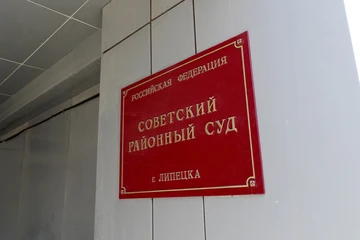 РОССИЙСКАЯ ФЕДЕРАЦИЯ
СОВЕТСКИЙ
РАЙОННЫЙ СУД
г. ЛИПЕЦКА